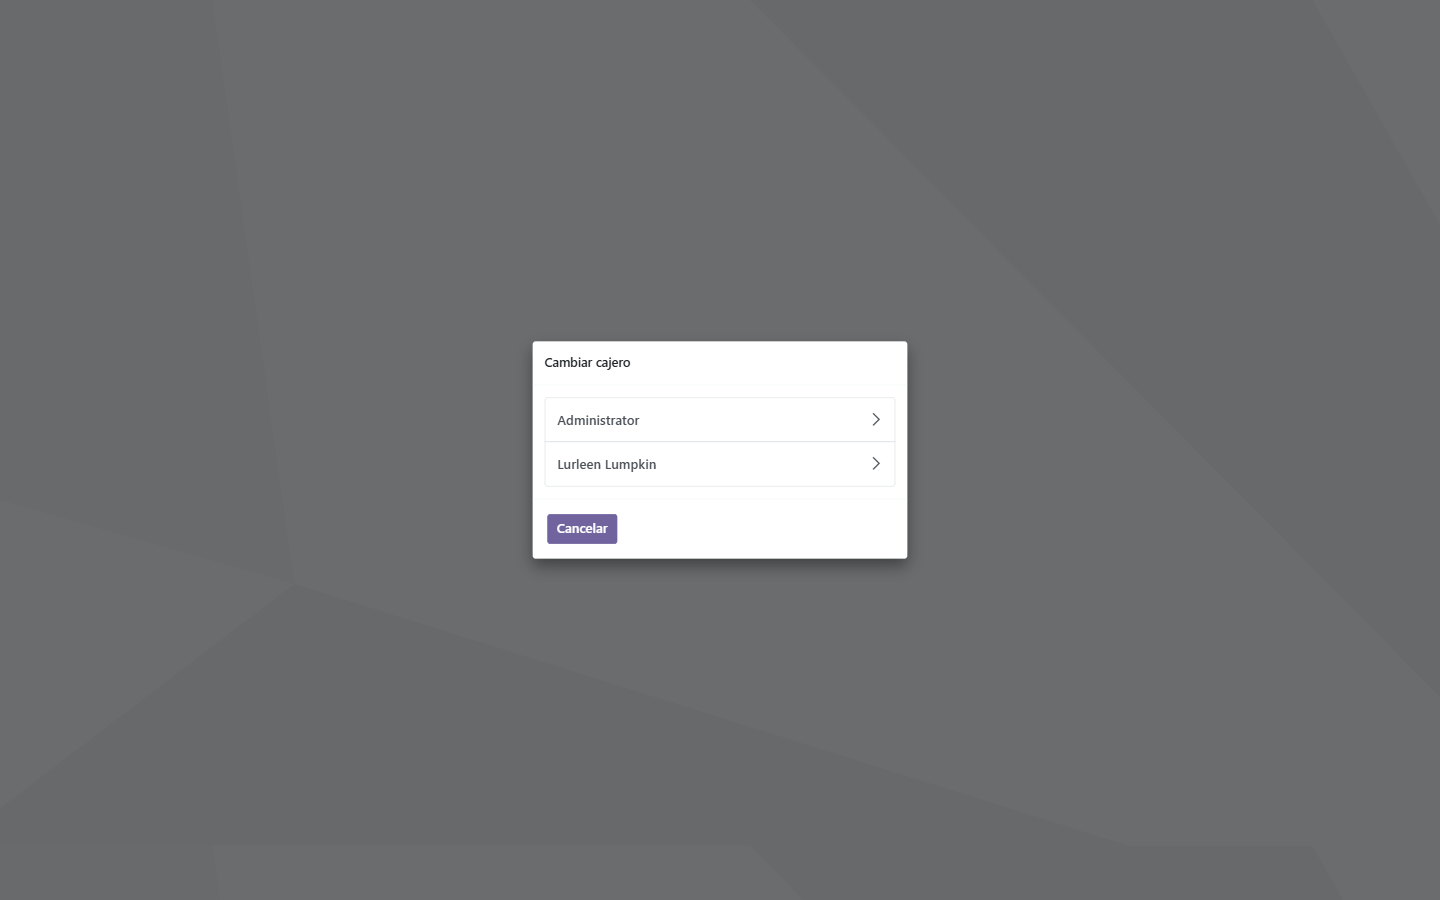 Cambiar cajero
Administrator
Lurleen Lumpkin
Cancelar